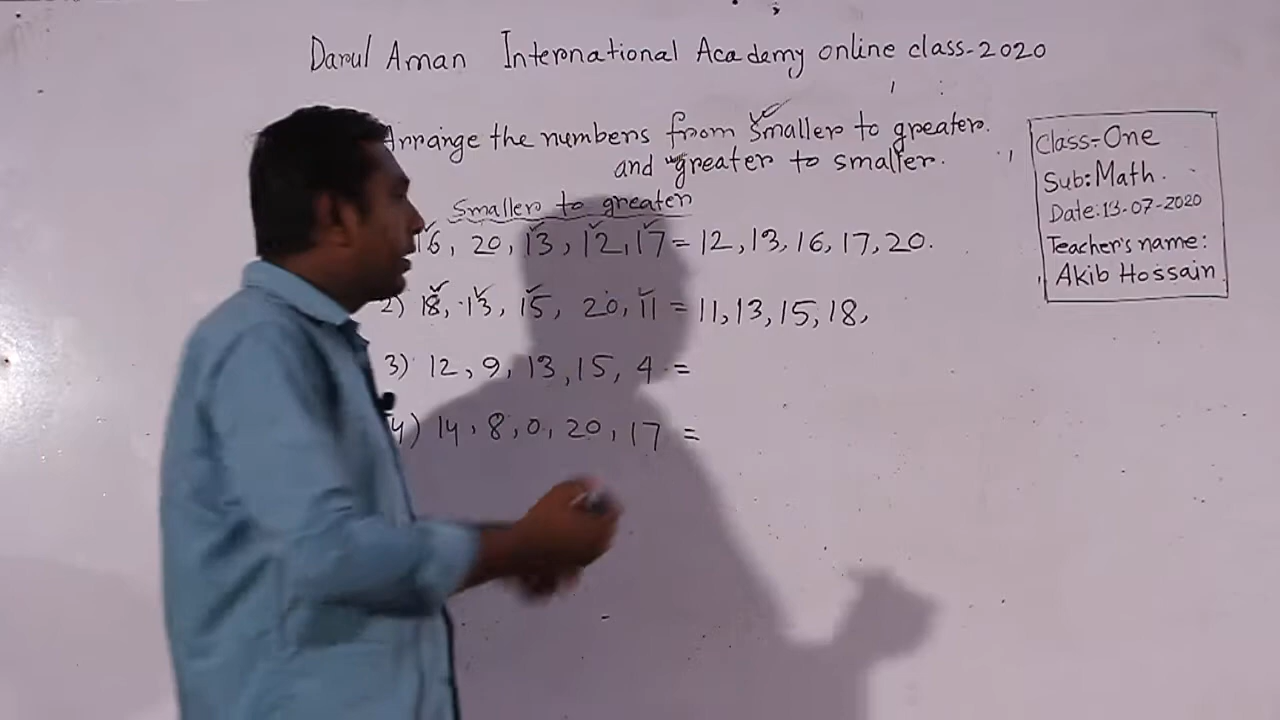 Darul Aman International Academy online class-2020
Arrange the numbers from smaller to greater.
and greater to smaller.
Smaller to greater
16, 20, 13, 12, 17 = 12, 13, 16, 17, 20.
2) 18, 13, 15, 20, 11 = 11, 13, 15, 18,
3) 12, 9, 13, 15, 4 =
4) 14, 8, 0, 20, 17 =
Class-One
Sub: Math.
Date: 13-07-2020
Teacher's name:
Akib Hossain